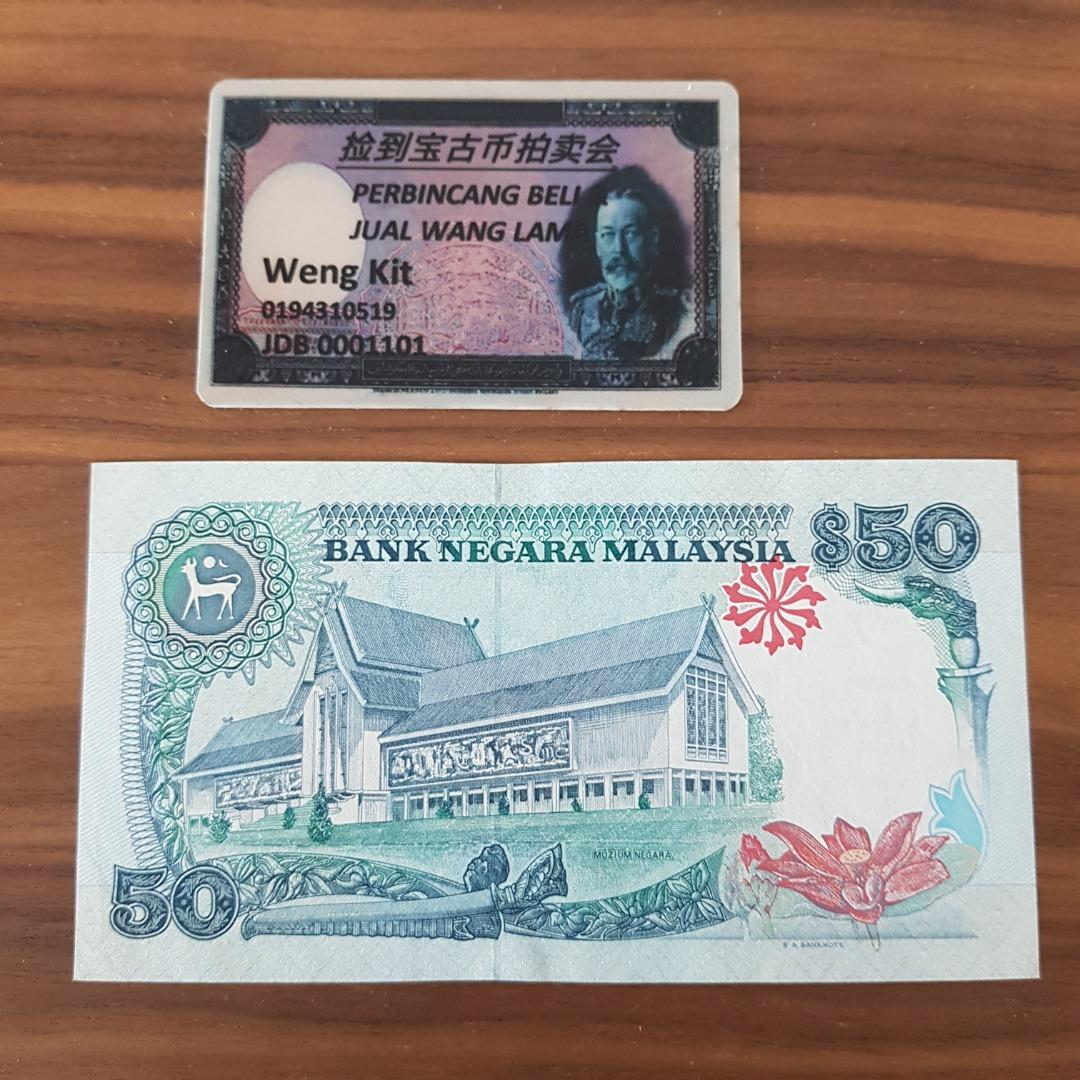 捡到宝古币拍卖会
PERBINCANG BELI
JUAL WANG LAM
Weng Kit
0194310519
JDB 0001101
BANK NEGARA MALAYSIA
$50
MUZIUM NEGARA
50